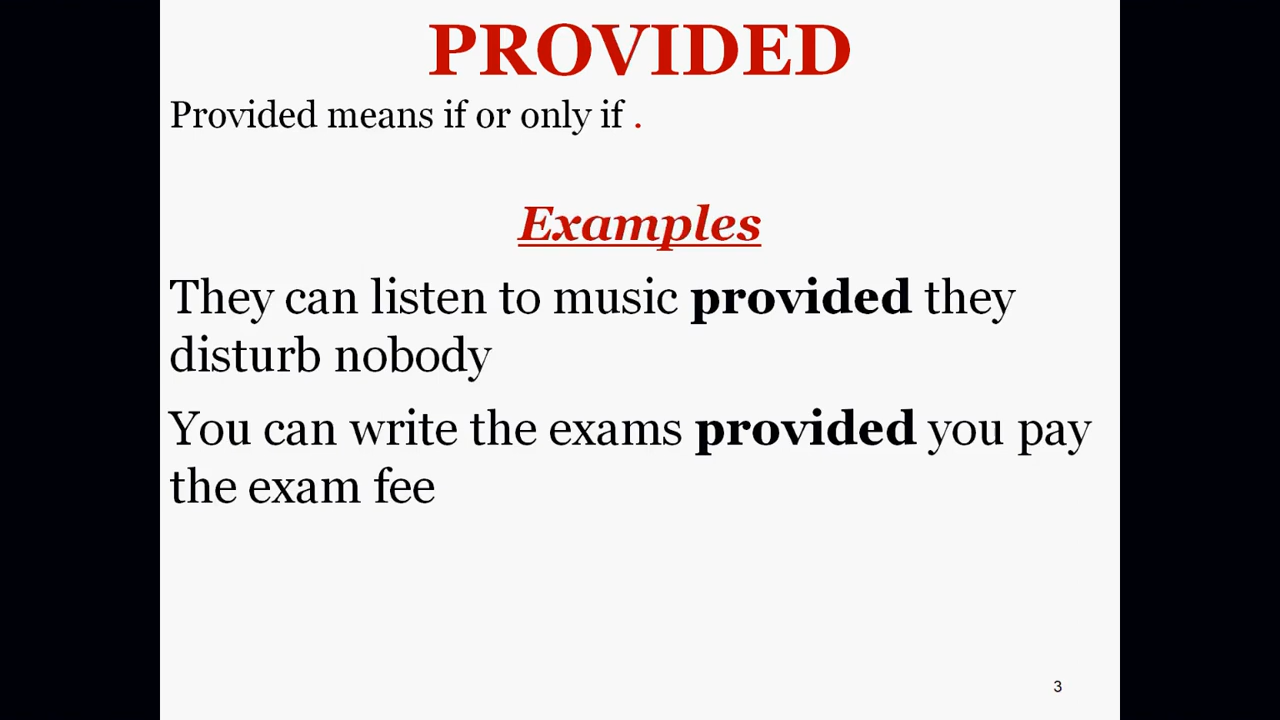 PROVIDED
Provided means if or only if .
Examples
They can listen to music provided they
disturb nobody
You can write the exams provided you pay
the exam fee
3